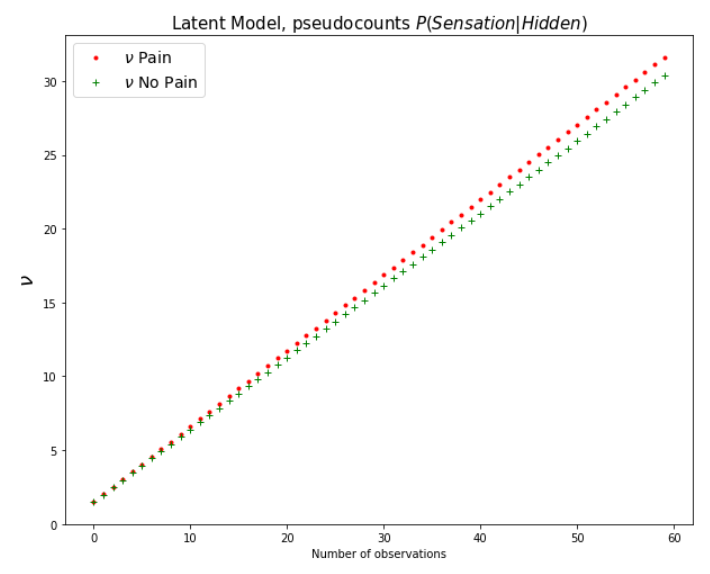 Latent Model, pseudocounts P(Sensation|Hidden)
ν Pain
ν No Pain
30
25
20
15
10
5
0
ν
0 10 20 30 40 50 60
Number of observations